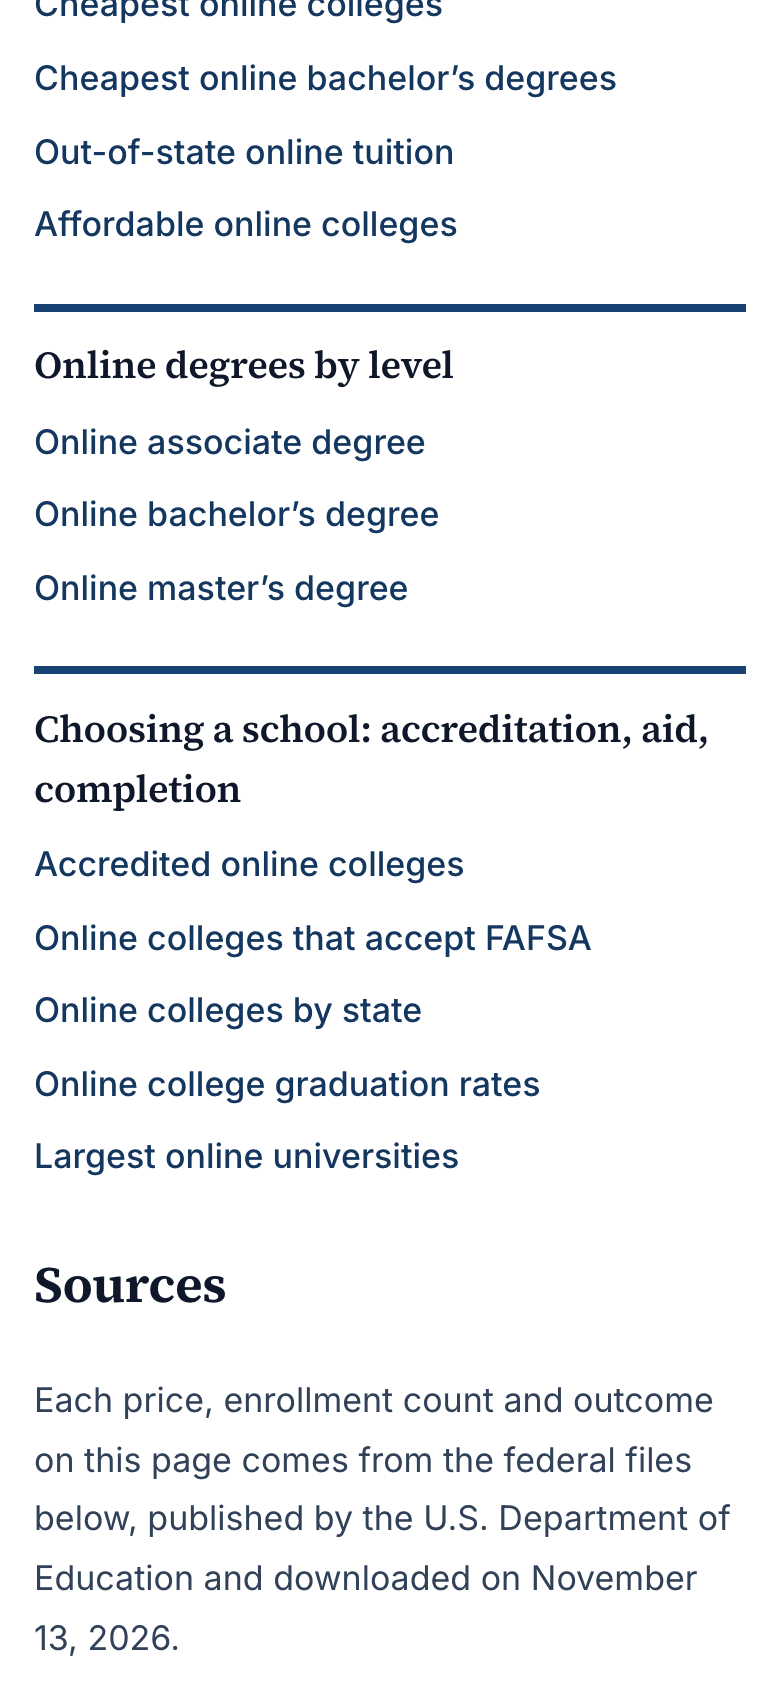 Cheapest online colleges
Cheapest online bachelor’s degrees
Out-of-state online tuition
Affordable online colleges
Online degrees by level
Online associate degree
Online bachelor’s degree
Online master’s degree
Choosing a school: accreditation, aid,
completion
Accredited online colleges
Online colleges that accept FAFSA
Online colleges by state
Online college graduation rates
Largest online universities
Sources
Each price, enrollment count and outcome
on this page comes from the federal files
below, published by the U.S. Department of
Education and downloaded on November
13, 2026.